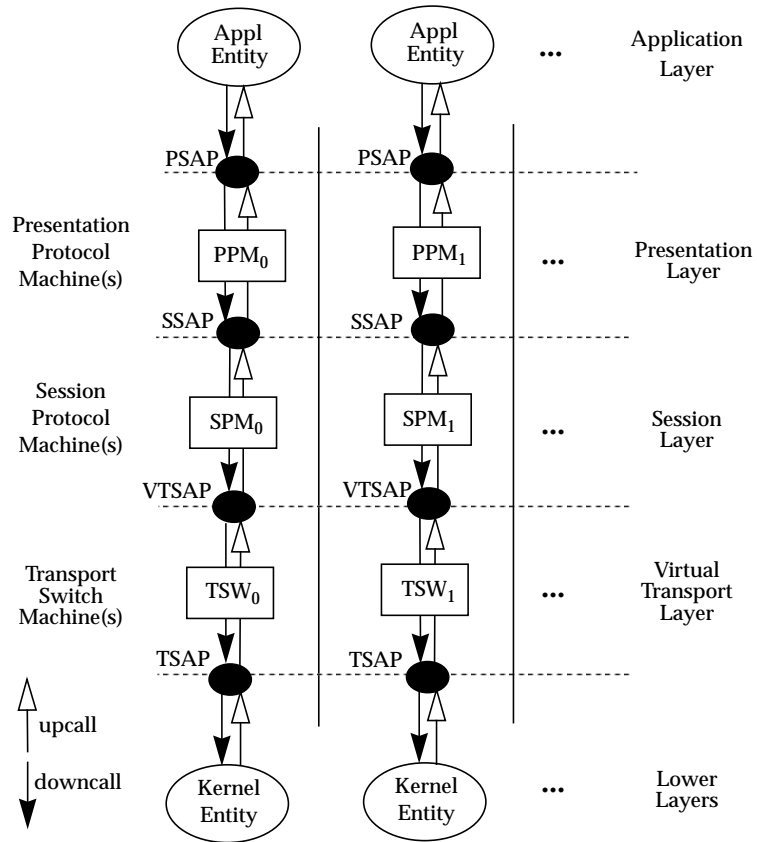 Appl
Entity
Appl
Entity
...
Application
Layer
PSAP
PSAP
Presentation
Protocol
Machine(s)
PPM0
PPM1
...
Presentation
Layer
SSAP
SSAP
Session
Protocol
Machine(s)
SPM0
SPM1
...
Session
Layer
VTSAP
VTSAP
Transport
Switch
Machine(s)
TSW0
TSW1
...
Virtual
Transport
Layer
TSAP
TSAP
upcall
downcall
Kernel
Entity
Kernel
Entity
...
Lower
Layers